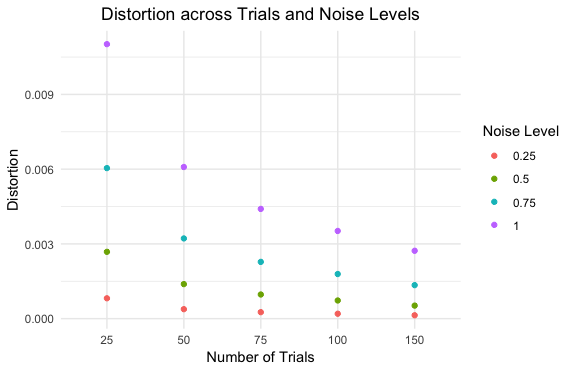 Distortion across Trials and Noise Levels
Distortion
0.009
0.006
0.003
0.000
25 50 75 100 150
Number of Trials
Noise Level
0.25
0.5
0.75
1